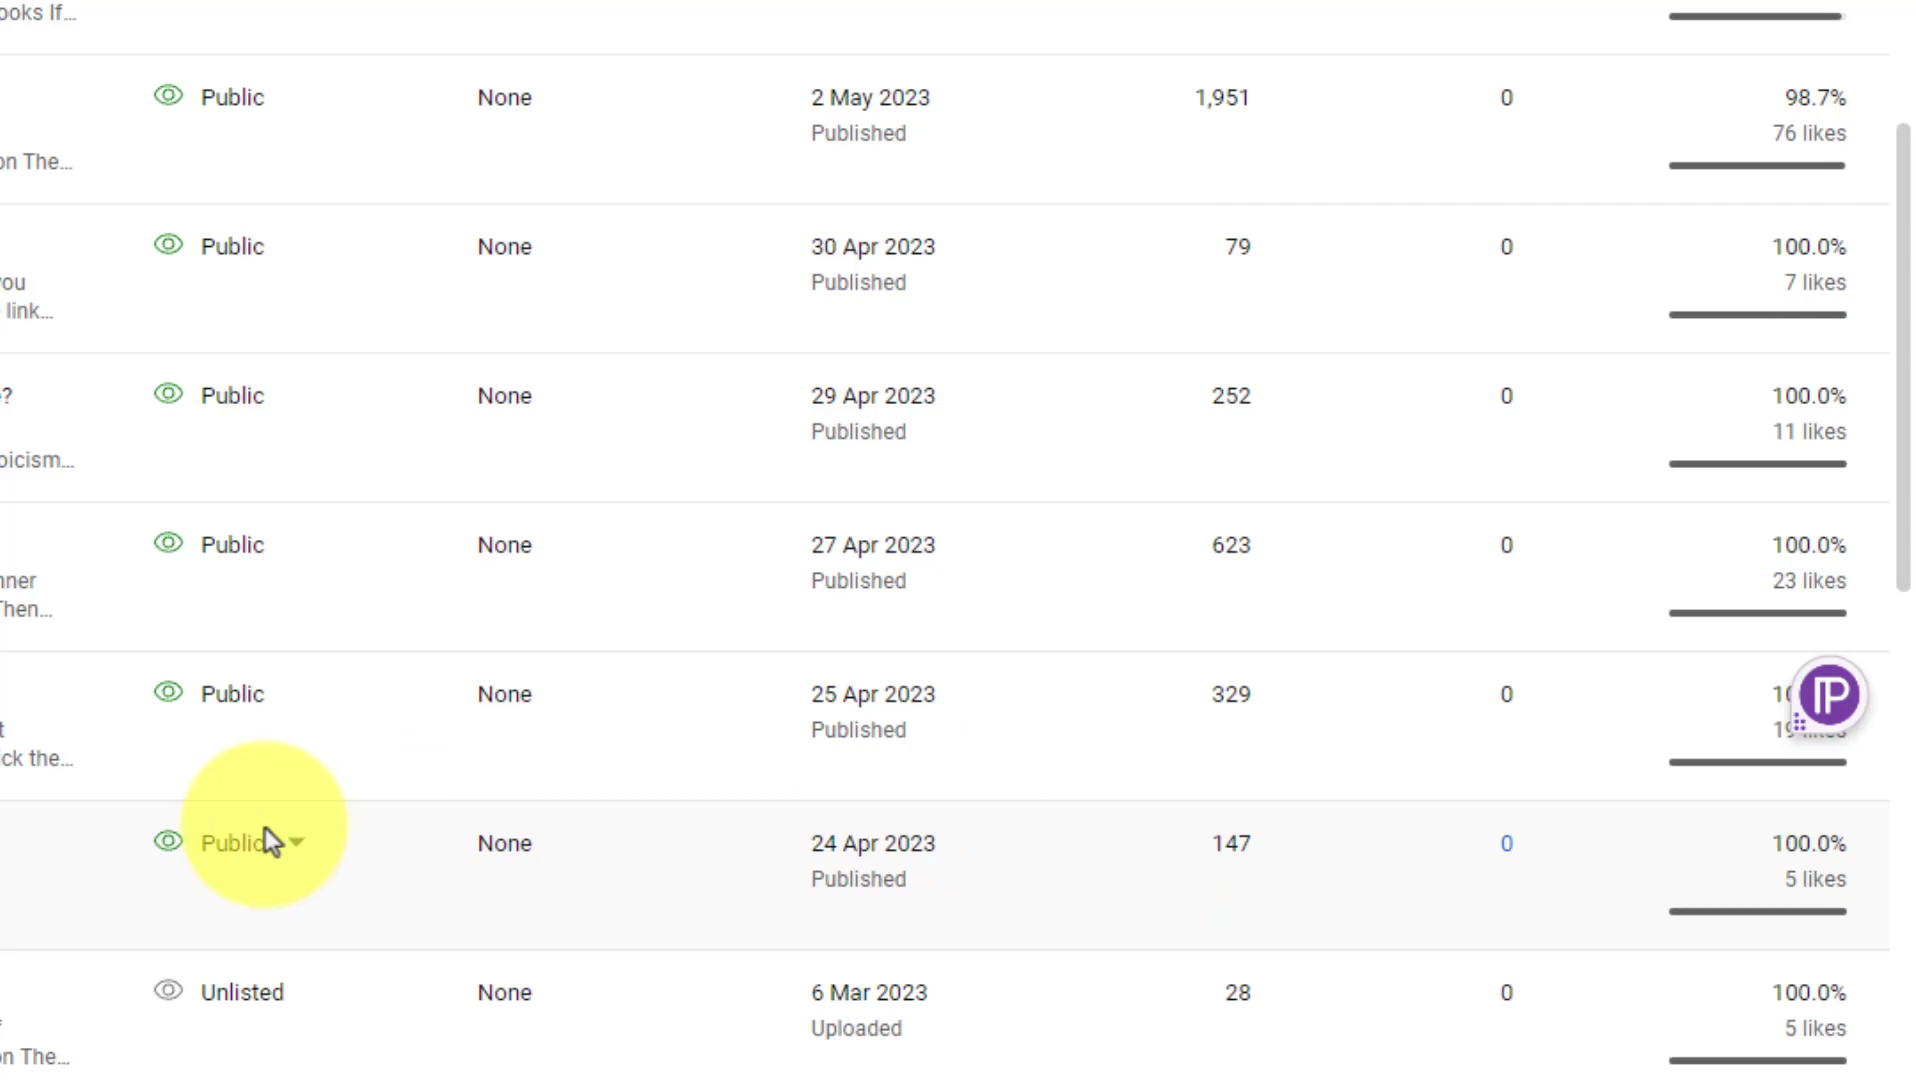 ooks If…
Public None 2 May 2023 1,951 0 98.7%
Published 76 likes
on The…
Public None 30 Apr 2023 79 0 100.0%
you Published 7 likes
link…
e? Public None 29 Apr 2023 252 0 100.0%
Published 11 likes
oicism…
Public None 27 Apr 2023 623 0 100.0%
nner Published 23 likes
Then…
Public None 25 Apr 2023 329 0
t Published
ick the…
Public None 24 Apr 2023 147 0 100.0%
Published 5 likes
Unlisted None 6 Mar 2023 28 0 100.0%
Uploaded 5 likes
on The…